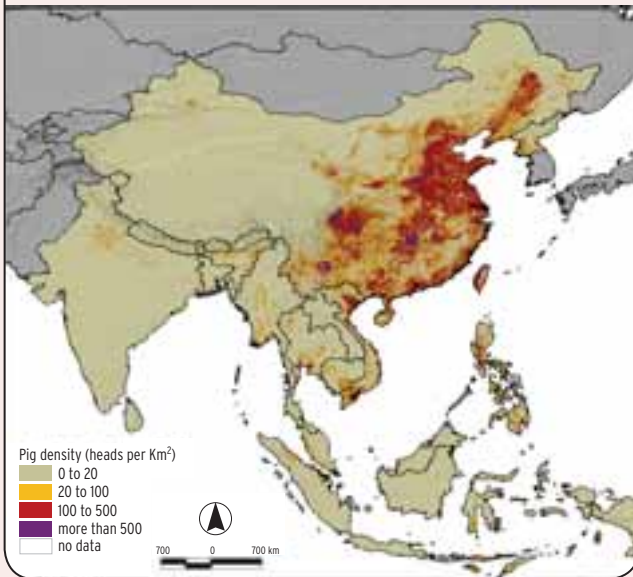 Pig density (heads per Km²)
0 to 20
20 to 100
100 to 500
more than 500
no data
700 0 700 km